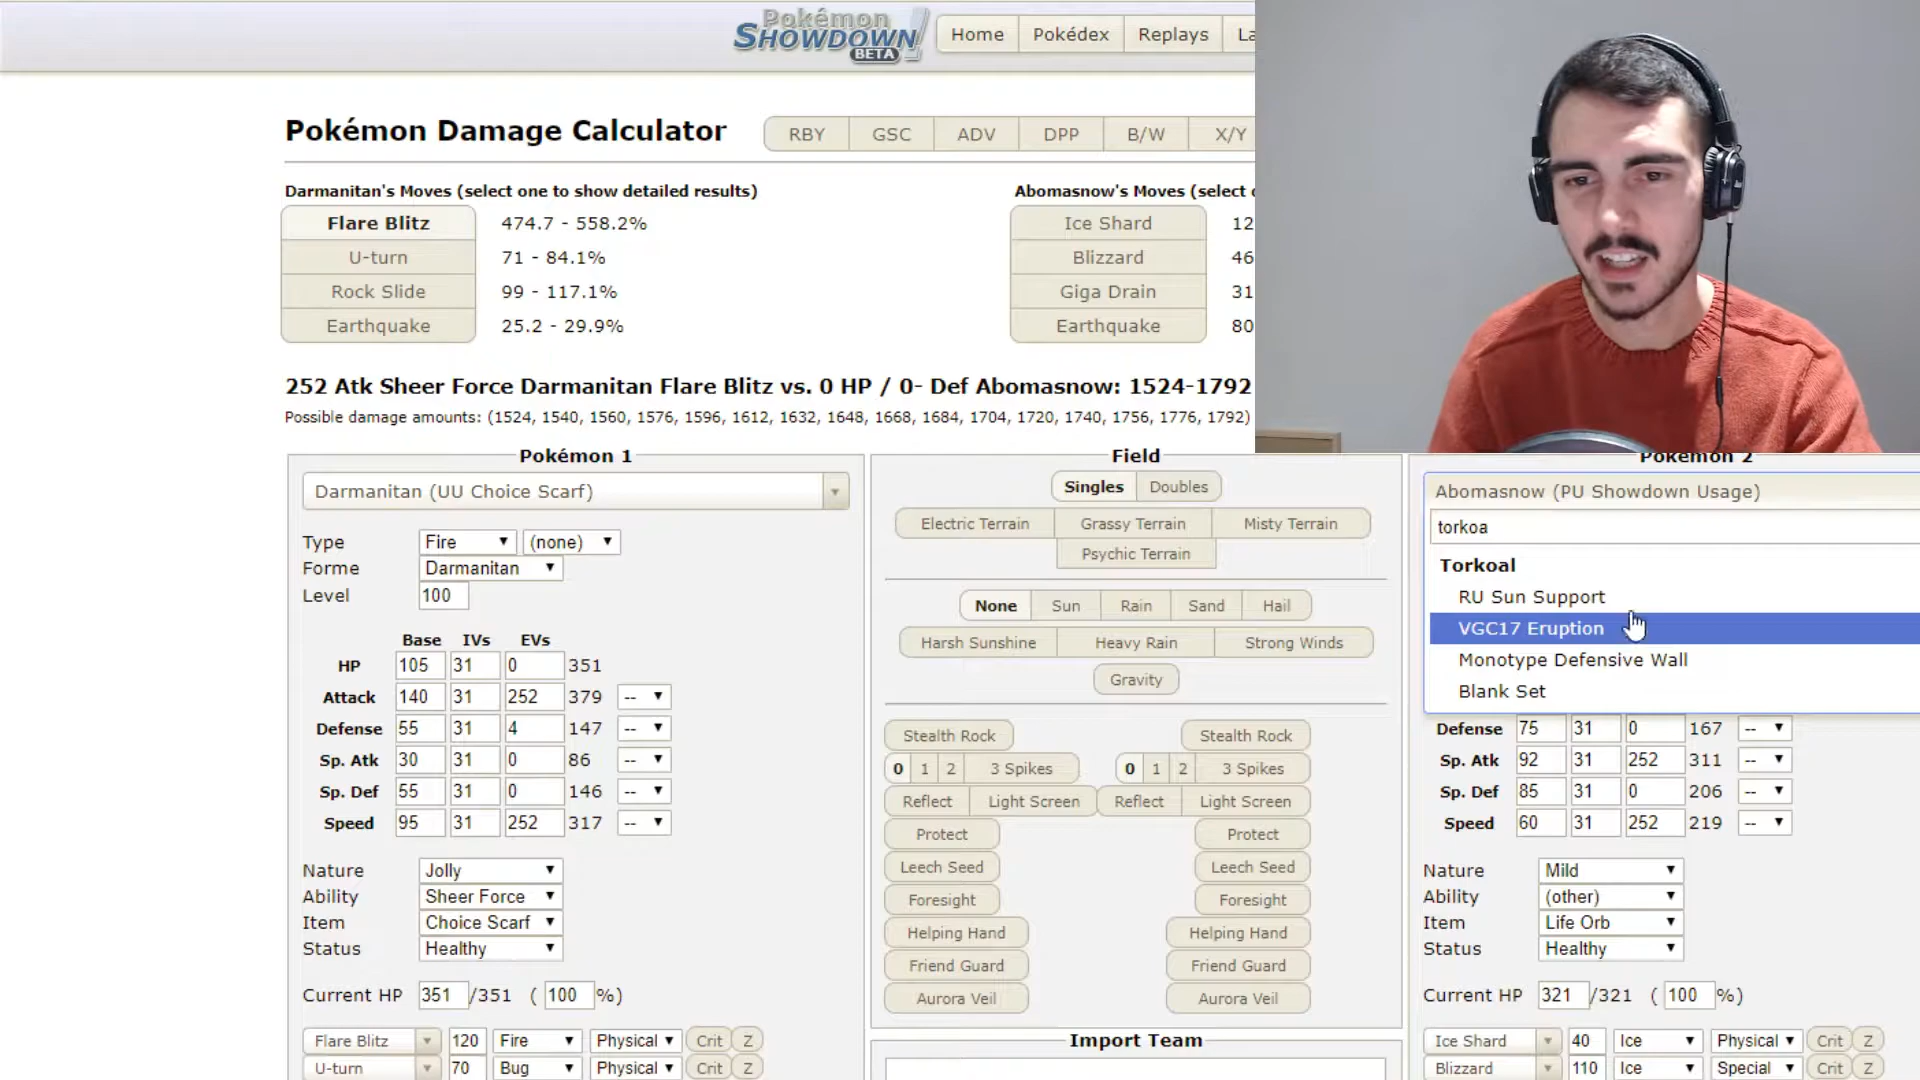 Pokémon
SHOWDOWN!
BETA
Home Pokédex Replays La
Pokémon Damage Calculator RBY GSC ADV DPP B/W X/Y
Darmanitan's Moves (select one to show detailed results)
Flare Blitz 474.7 - 558.2%
U-turn 71 - 84.1%
Rock Slide 99 - 117.1%
Earthquake 25.2 - 29.9%
Abomasnow's Moves (select o
Ice Shard 12
Blizzard 46
Giga Drain 31
Earthquake 80
252 Atk Sheer Force Darmanitan Flare Blitz vs. 0 HP / 0- Def Abomasnow: 1524-1792
Possible damage amounts: (1524, 1540, 1560, 1576, 1596, 1612, 1632, 1648, 1668, 1684, 1704, 1720, 1740, 1756, 1776, 1792)
Pokémon 1
Darmanitan (UU Choice Scarf)
Type Fire (none)
Forme Darmanitan
Level 100
Base IVs EVs
HP 105 31 0 351
Attack 140 31 252 379 --
Defense 55 31 4 147 --
Sp. Atk 30 31 0 86 --
Sp. Def 55 31 0 146 --
Speed 95 31 252 317 --
Nature Jolly
Ability Sheer Force
Item Choice Scarf
Status Healthy
Current HP 351 /351 ( 100 %)
Flare Blitz 120 Fire Physical Crit Z
U-turn 70 Bug Physical Crit Z
Field
Singles Doubles
Electric Terrain Grassy Terrain Misty Terrain
Psychic Terrain
None Sun Rain Sand Hail
Harsh Sunshine Heavy Rain Strong Winds
Gravity
Stealth Rock Stealth Rock
0 1 2 3 Spikes 0 1 2 3 Spikes
Reflect Light Screen Reflect Light Screen
Protect Protect
Leech Seed Leech Seed
Foresight Foresight
Helping Hand Helping Hand
Friend Guard Friend Guard
Aurora Veil Aurora Veil
Import Team
Pokémon 2
Abomasnow (PU Showdown Usage)
torkoa
Torkoal
RU Sun Support
VGC17 Eruption
Monotype Defensive Wall
Blank Set
Defense 75 31 0 167 --
Sp. Atk 92 31 252 311 --
Sp. Def 85 31 0 206 --
Speed 60 31 252 219 --
Nature Mild
Ability (other)
Item Life Orb
Status Healthy
Current HP 321 /321 ( 100 %)
Ice Shard 40 Ice Physical Crit Z
Blizzard 110 Ice Special Crit Z